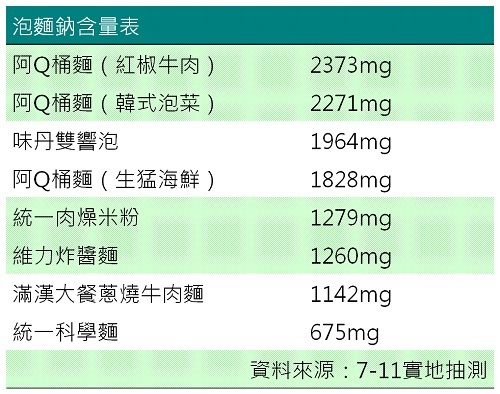 泡麵鈉含量表
阿Q桶麵（紅椒牛肉） 2373mg
阿Q桶麵（韓式泡菜） 2271mg
味丹雙響泡 1964mg
阿Q桶麵（生猛海鮮） 1828mg
統一肉燥米粉 1279mg
維力炸醬麵 1260mg
滿漢大餐蔥燒牛肉麵 1142mg
統一科學麵 675mg
資料來源：7-11實地抽測